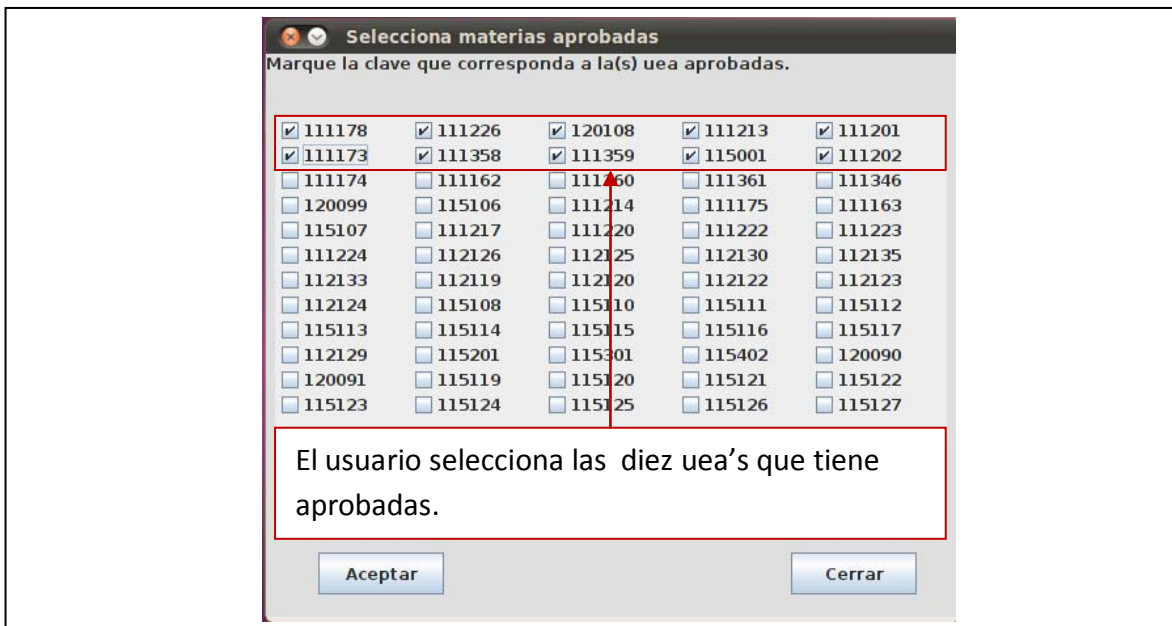 Selecciona materias aprobadas
Marque la clave que corresponda a la(s) uea aprobadas.
111178 111226 120108 111213 111201
111173 111358 111359 115001 111202
111174 111162 111360 111361 111346
120099 115106 111214 111175 111163
115107 111217 111220 111222 111223
111224 112126 112125 112130 112135
112133 112119 112120 112122 112123
112124 115108 115110 115111 115112
115113 115114 115115 115116 115117
112129 115201 115301 115402 120090
120091 115119 115120 115121 115122
115123 115124 115125 115126 115127
El usuario selecciona las diez uea’s que tiene
aprobadas.
Aceptar Cerrar